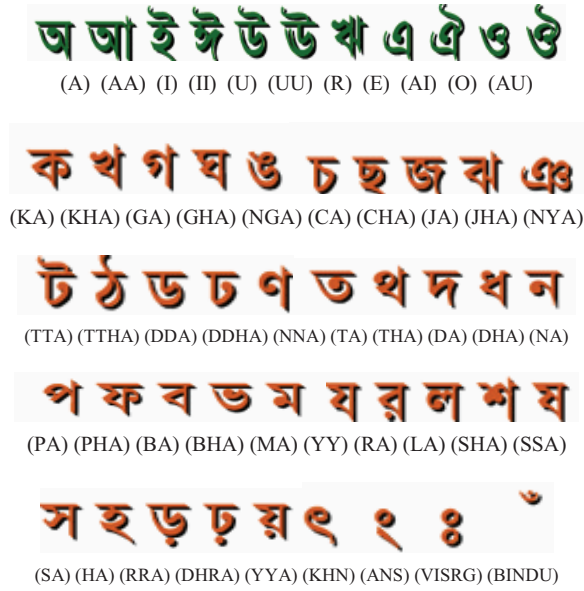 অ আ ই ঈ উ ঊ ঋ এ ঐ ও ঔ
(A) (AA) (I) (II) (U) (UU) (R) (E) (AI) (O) (AU)
ক খ গ ঘ ঙ চ ছ জ ঝ ঞ
(KA) (KHA) (GA) (GHA) (NGA) (CA) (CHA) (JA) (JHA) (NYA)
ট ঠ ড ঢ ণ ত থ দ ধ ন
(TTA) (TTHA) (DDA) (DDHA) (NNA) (TA) (THA) (DA) (DHA) (NA)
প ফ ব ভ ম য র ল শ ষ
(PA) (PHA) (BA) (BHA) (MA) (YY) (RA) (LA) (SHA) (SSA)
স হ ড় ঢ় য় ৎ ং ঃ ঁ
(SA) (HA) (RRA) (DHRA) (YYA) (KHN) (ANS) (VISRG) (BINDU)